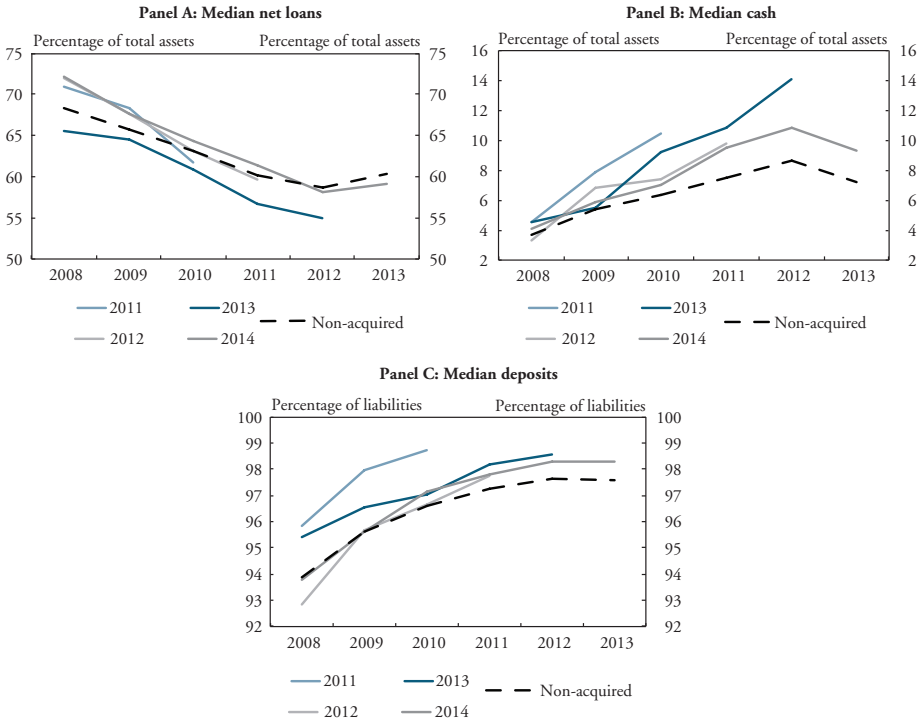 Panel A: Median net loans
Percentage of total assets Percentage of total assets
75 75
70 70
65 65
60 60
55 55
50 50
2008 2009 2010 2011 2012 2013
2011 2013
Non-acquired
2012 2014
Panel B: Median cash
Percentage of total assets Percentage of total assets
16 16
14 14
12 12
10 10
8 8
6 6
4 4
2 2
2008 2009 2010 2011 2012 2013
2011 2013
Non-acquired
2012 2014
Panel C: Median deposits
Percentage of liabilities Percentage of liabilities
100 100
99 99
98 98
97 97
96 96
95 95
94 94
93 93
92 92
2008 2009 2010 2011 2012 2013
2011 2013
Non-acquired
2012 2014